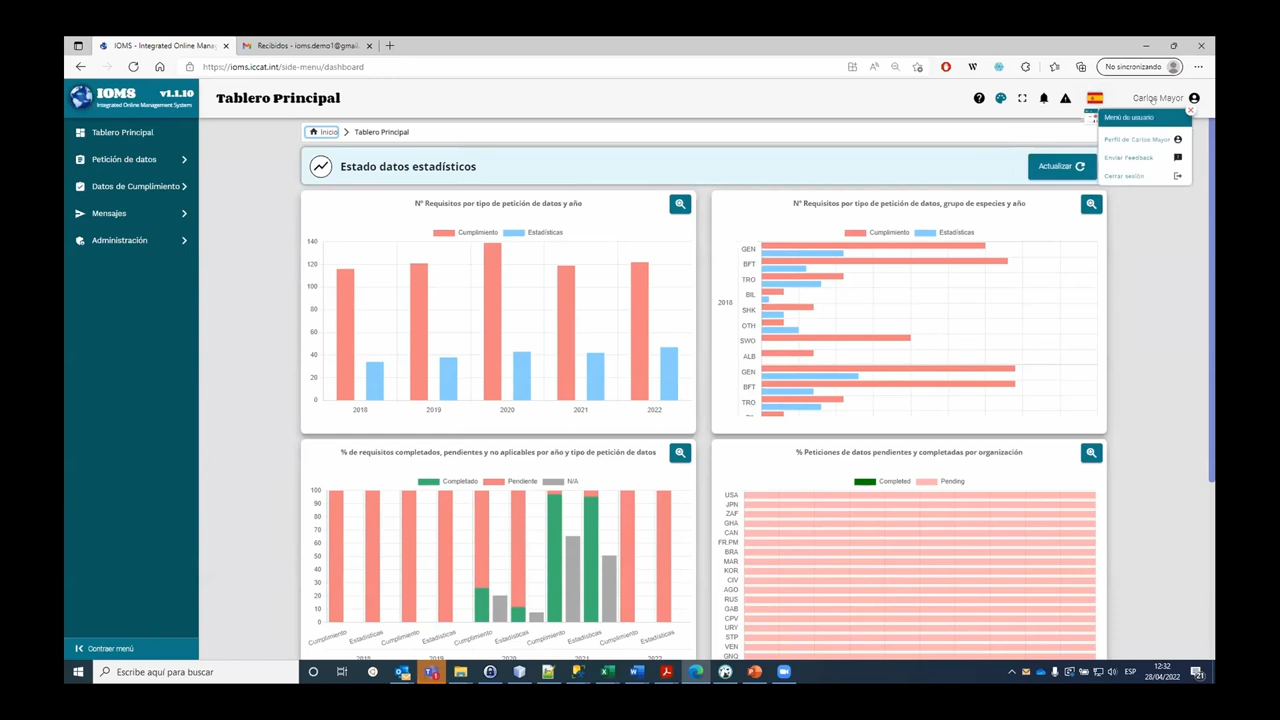 IOMS - Integrated Online Mana
Recibidos - ioms.demo1@gmail.
https://ioms.iccat.int/side-menu/dashboard
No sincronizando
IOMS v1.1.10
Integrated Online Management System
Tablero Principal
Carlos Mayor
Menú de usuario
Perfil de Carlos Mayor
Enviar Feedback
Cerrar sesión
Tablero Principal
Petición de datos
Datos de Cumplimiento
Mensajes
Administración
Contraer menú
Inicio
Tablero Principal
Estado datos estadísticos
Actualizar
Nº Requisitos por tipo de petición de datos y año
Cumplimiento Estadísticas
140
120
100
80
60
40
20
0
2018 2019 2020 2021 2022
Nº Requisitos por tipo de petición de datos, grupo de especies y año
Cumplimiento Estadísticas
2018
GEN
BFT
TRO
BIL
SHK
OTH
SWO
ALB
GEN
BFT
TRO
% de requisitos completados, pendientes y no aplicables por año y tipo de petición de datos
Completado Pendiente N/A
100
90
80
70
60
50
40
30
20
10
0
Cumplimiento Estadísticas Cumplimiento Estadísticas Cumplimiento Estadísticas Cumplimiento Estadísticas Cumplimiento Estadísticas
2018 2019 2020 2021 2022
% Peticiones de datos pendientes y completadas por organización
Completed Pending
USA
JPN
ZAF
GHA
CAN
FR.PM
BRA
MAR
KOR
CIV
AGO
RUS
GAB
CPV
URY
STP
VEN
GNQ
Escribe aquí para buscar
ESP
12:32
28/04/2022
21